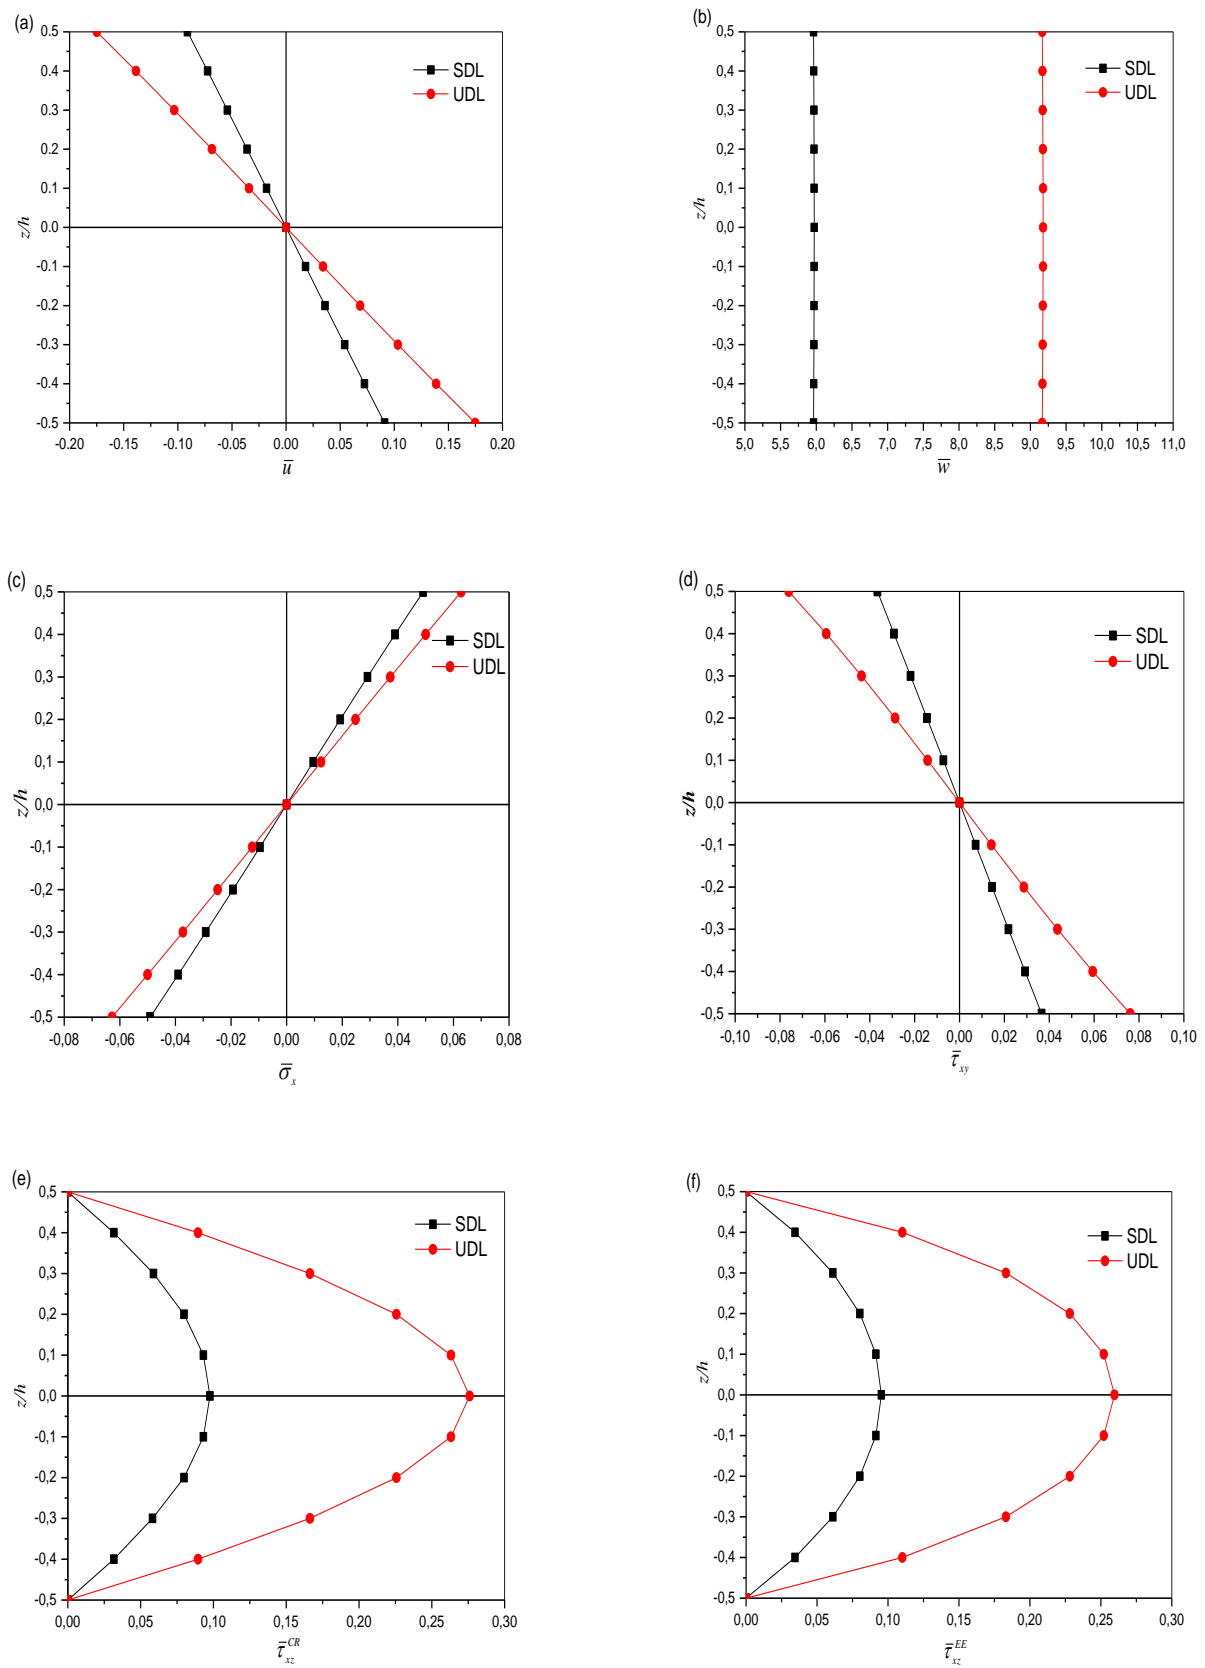 (a)
0.5
0.4
0.3
0.2
0.1
0.0
-0.1
-0.2
-0.3
-0.4
-0.5
z/h
SDL
UDL
-0.20 -0.15 -0.10 -0.05 0.00 0.05 0.10 0.15 0.20
u̅
(b)
0,5
0,4
0,3
0,2
0,1
0,0
-0,1
-0,2
-0,3
-0,4
-0,5
z/h
SDL
UDL
5,0 5,5 6,0 6,5 7,0 7,5 8,0 8,5 9,0 9,5 10,0 10,5 11,0
w̅
(c)
0,5
0,4
0,3
0,2
0,1
0,0
-0,1
-0,2
-0,3
-0,4
-0,5
z/h
SDL
UDL
-0,08 -0,06 -0,04 -0,02 0,00 0,02 0,04 0,06 0,08
σ̅x
(d)
0,5
0,4
0,3
0,2
0,1
0,0
-0,1
-0,2
-0,3
-0,4
-0,5
z/h
SDL
UDL
-0,10 -0,08 -0,06 -0,04 -0,02 0,00 0,02 0,04 0,06 0,08 0,10
τ̅xy
(e)
0,5
0,4
0,3
0,2
0,1
0,0
-0,1
-0,2
-0,3
-0,4
-0,5
z/h
SDL
UDL
0,00 0,05 0,10 0,15 0,20 0,25 0,30
τ̅xz^CR
(f)
0,5
0,4
0,3
0,2
0,1
0,0
-0,1
-0,2
-0,3
-0,4
-0,5
z/h
SDL
UDL
0,00 0,05 0,10 0,15 0,20 0,25 0,30
τ̅xz^EE